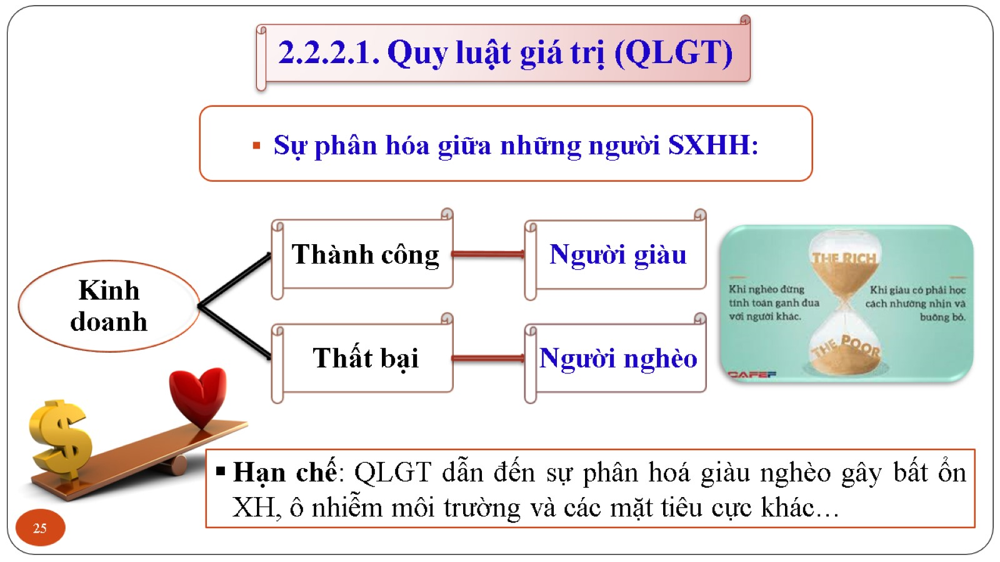 2.2.2.1. Quy luật giá trị (QLGT)
▪ Sự phân hóa giữa những người SXHH:
Kinh
doanh
Thành công
Người giàu
Thất bại
Người nghèo
THE RICH
Khi nghèo đừng
tính toán ganh đua
với người khác.
Khi giàu có phải học
cách nhường nhịn và
buông bỏ.
THE POOR
CAFEF
▪ Hạn chế: QLGT dẫn đến sự phân hoá giàu nghèo gây bất ổn
XH, ô nhiễm môi trường và các mặt tiêu cực khác...
25